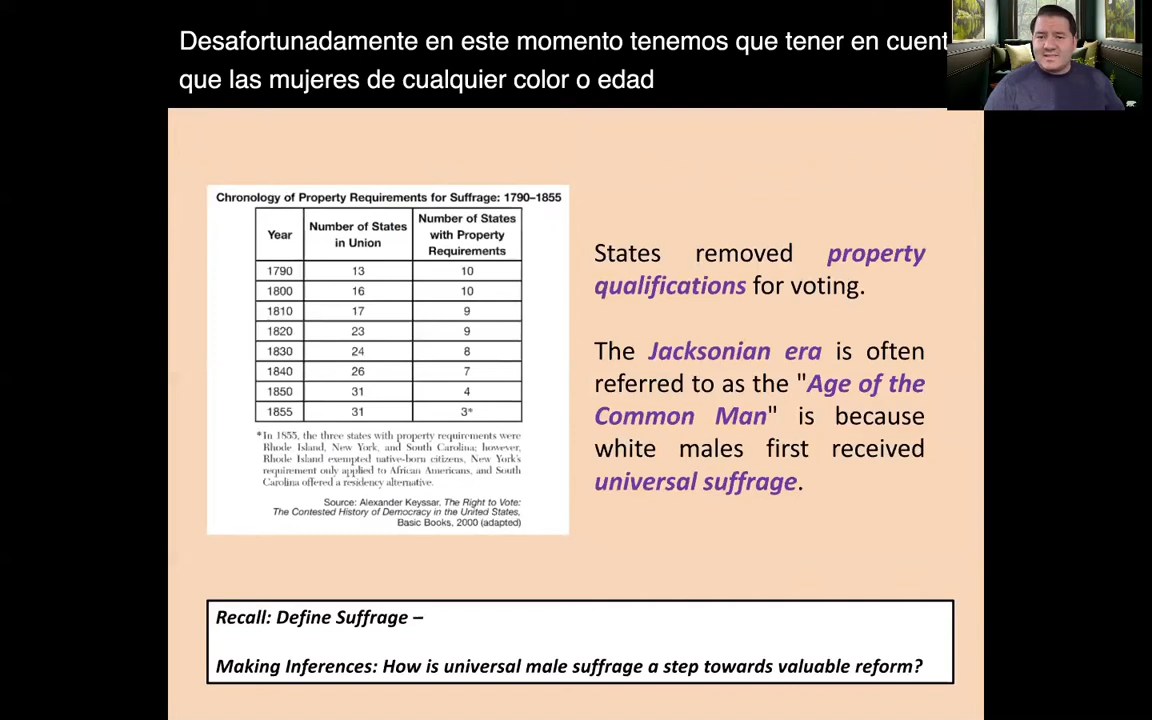 Desafortunadamente en este momento tenemos que tener en cuent
que las mujeres de cualquier color o edad
Chronology of Property Requirements for Suffrage: 1790–1855
Year | Number of States in Union | Number of States with Property Requirements
1790 13 10
1800 16 10
1810 17 9
1820 23 9
1830 24 8
1840 26 7
1850 31 4
1855 31 3*
*In 1855, the three states with property requirements were
Rhode Island, New York, and South Carolina; however,
Rhode Island exempted native-born citizens, New York's
requirement only applied to African Americans, and South
Carolina offered a residency alternative.
Source: Alexander Keyssar, The Right to Vote:
The Contested History of Democracy in the United States,
Basic Books, 2000 (adapted)
States removed property
qualifications for voting.
The Jacksonian era is often
referred to as the "Age of the
Common Man" is because
white males first received
universal suffrage.
Recall: Define Suffrage –
Making Inferences: How is universal male suffrage a step towards valuable reform?